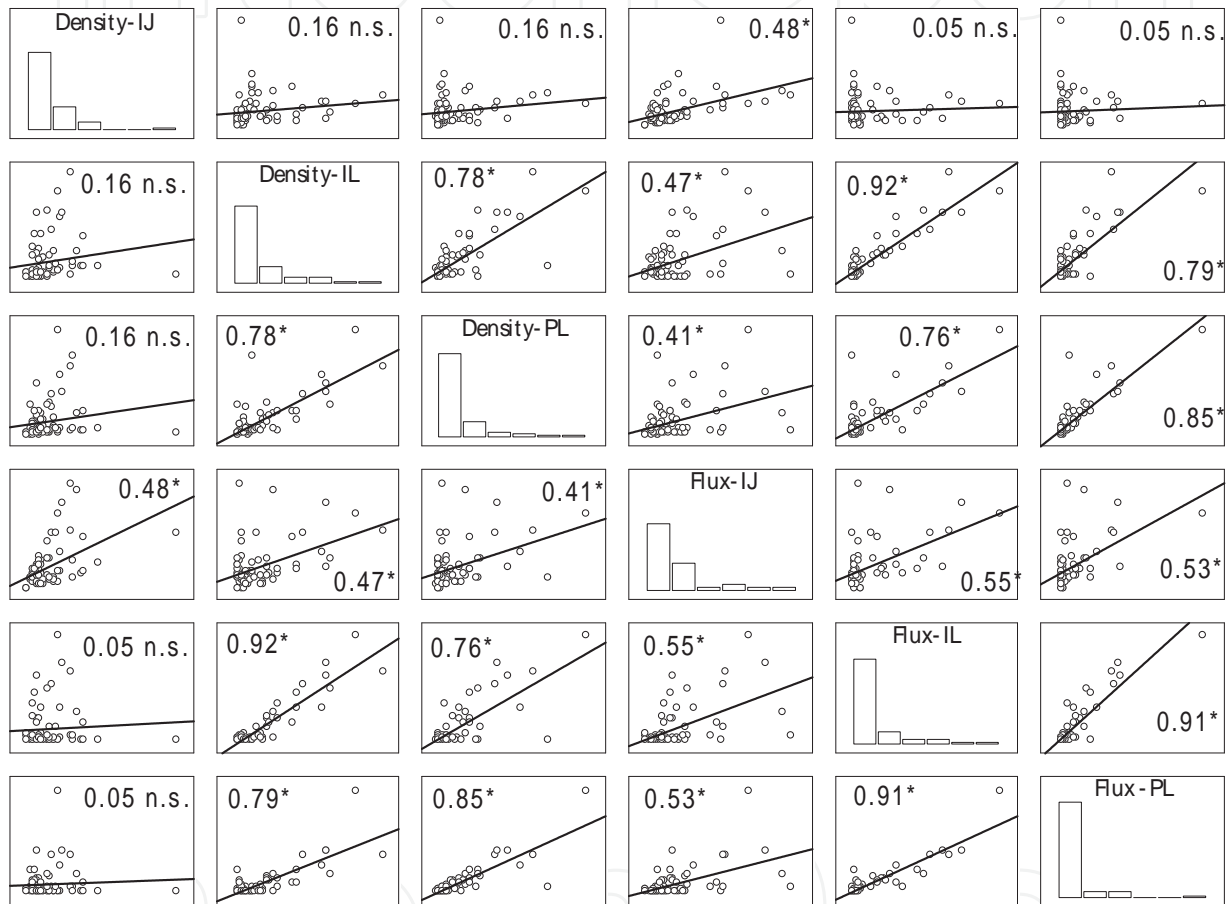 Density-IJ 0.16 n.s. 0.16 n.s. 0.48* 0.05 n.s. 0.05 n.s.
0.16 n.s. Density-IL 0.78* 0.47* 0.92* 0.79*
0.16 n.s. 0.78* Density-PL 0.41* 0.76* 0.85*
0.48* 0.47* 0.41* Flux-IJ 0.55* 0.53*
0.05 n.s. 0.92* 0.76* 0.55* Flux-IL 0.91*
0.05 n.s. 0.79* 0.85* 0.53* 0.91* Flux-PL